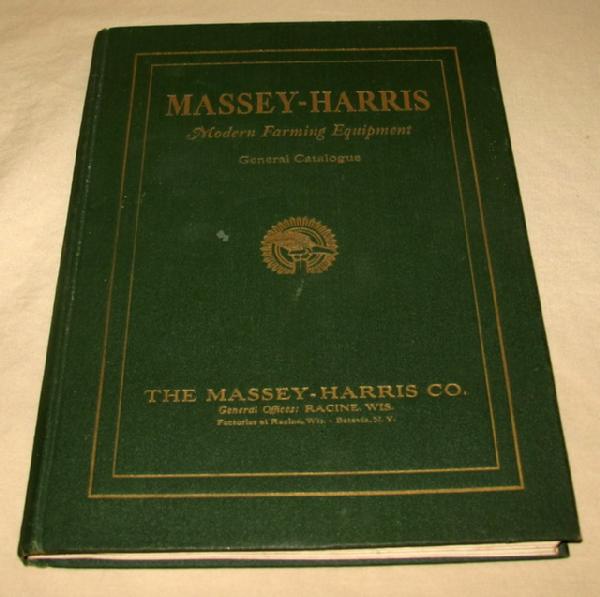 MASSEY-HARRIS
Modern Farming Equipment
General Catalogue
THE MASSEY-HARRIS CO.
General Offices: RACINE, WIS.
Factories at Racine, Wis. - Batavia, N. Y.